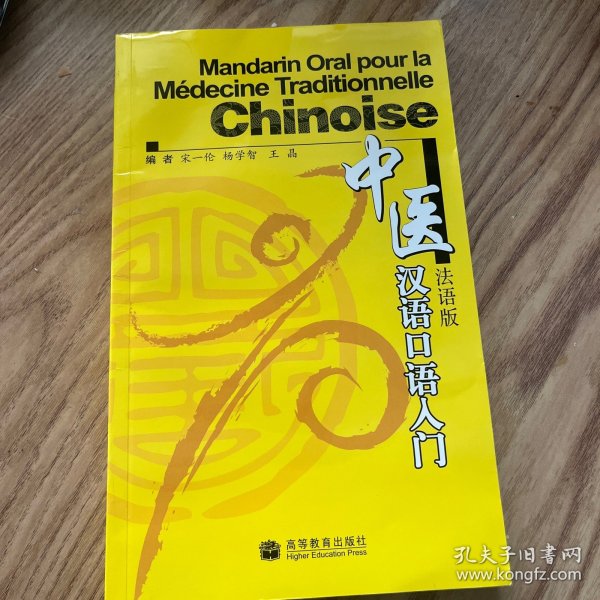 Mandarin Oral pour la
Médecine Traditionnelle
Chinoise
编者 宋一伦 杨学智 王晶
中医
汉语口语入门
法语版
高等教育出版社
Higher Education Press
孔夫子旧书网
www.kongfz.com